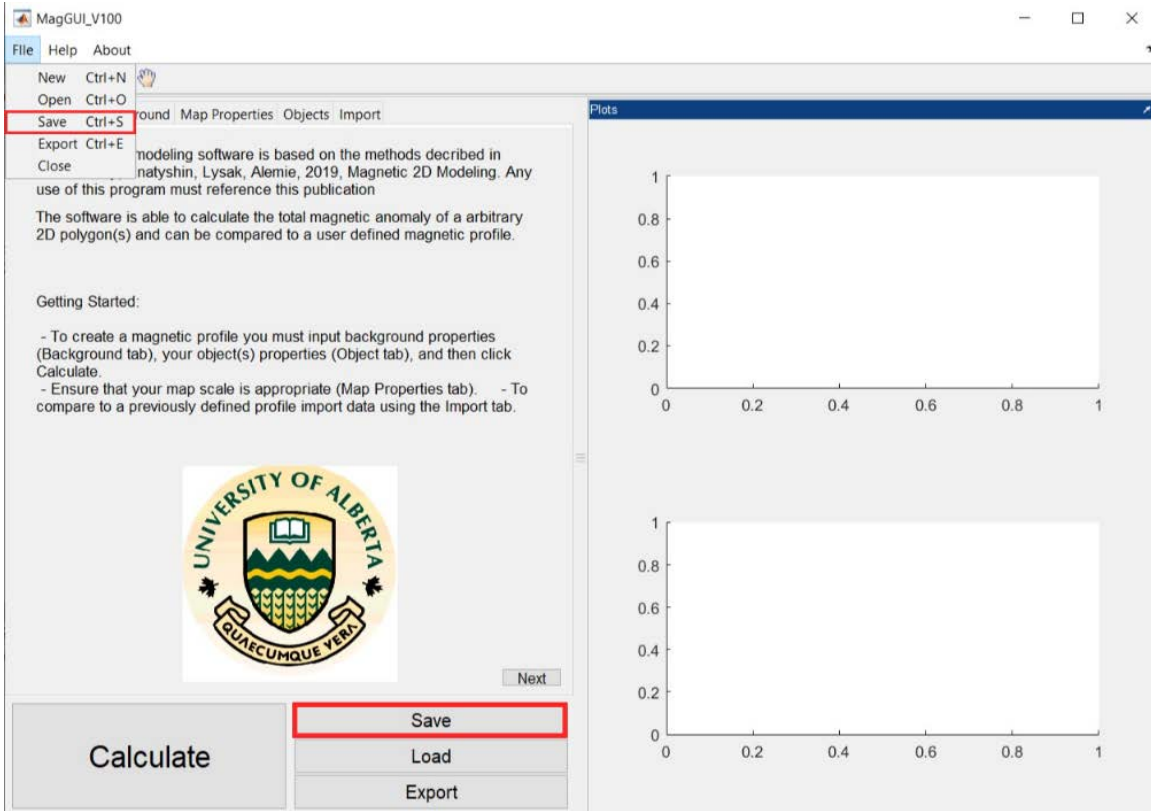 MagGUI_V100
FIle Help About
New Ctrl+N
Open Ctrl+O
Save Ctrl+S
Export Ctrl+E
Close
round Map Properties Objects Import
modeling software is based on the methods decribed in
natyshin, Lysak, Alemie, 2019, Magnetic 2D Modeling. Any
use of this program must reference this publication
The software is able to calculate the total magnetic anomaly of a arbitrary
2D polygon(s) and can be compared to a user defined magnetic profile.
Getting Started:
- To create a magnetic profile you must input background properties
(Background tab), your object(s) properties (Object tab), and then click
Calculate.
- Ensure that your map scale is appropriate (Map Properties tab). - To
compare to a previously defined profile import data using the Import tab.
UNIVERSITY OF ALBERTA
QUAECUMQUE VERA
Next
Calculate
Save
Load
Export
Plots
1
0.8
0.6
0.4
0.2
0
0 0.2 0.4 0.6 0.8 1
1
0.8
0.6
0.4
0.2
0
0 0.2 0.4 0.6 0.8 1